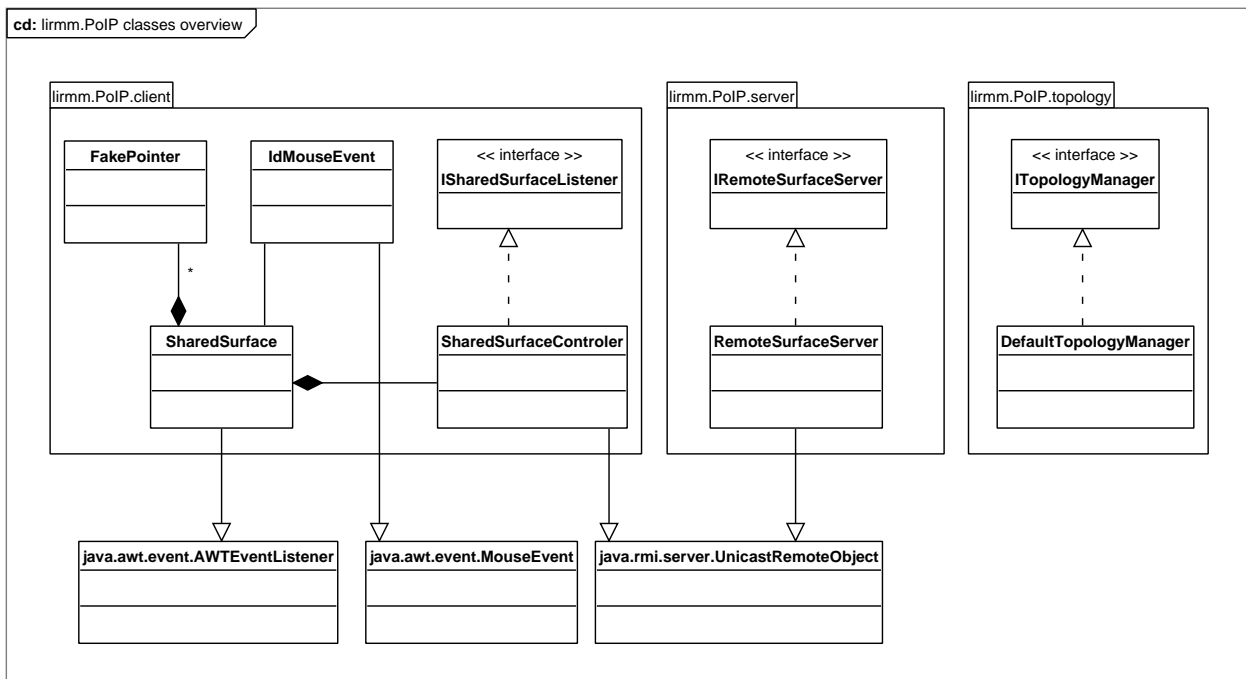 cd: lirmm.PoIP classes overview
lirmm.PoIP.client
lirmm.PoIP.server
lirmm.PoIP.topology
FakePointer
IdMouseEvent
<< interface >>
ISharedSurfaceListener
<< interface >>
IRemoteSurfaceServer
<< interface >>
ITopologyManager
*
SharedSurface
SharedSurfaceControler
RemoteSurfaceServer
DefaultTopologyManager
java.awt.event.AWTEventListener
java.awt.event.MouseEvent
java.rmi.server.UnicastRemoteObject